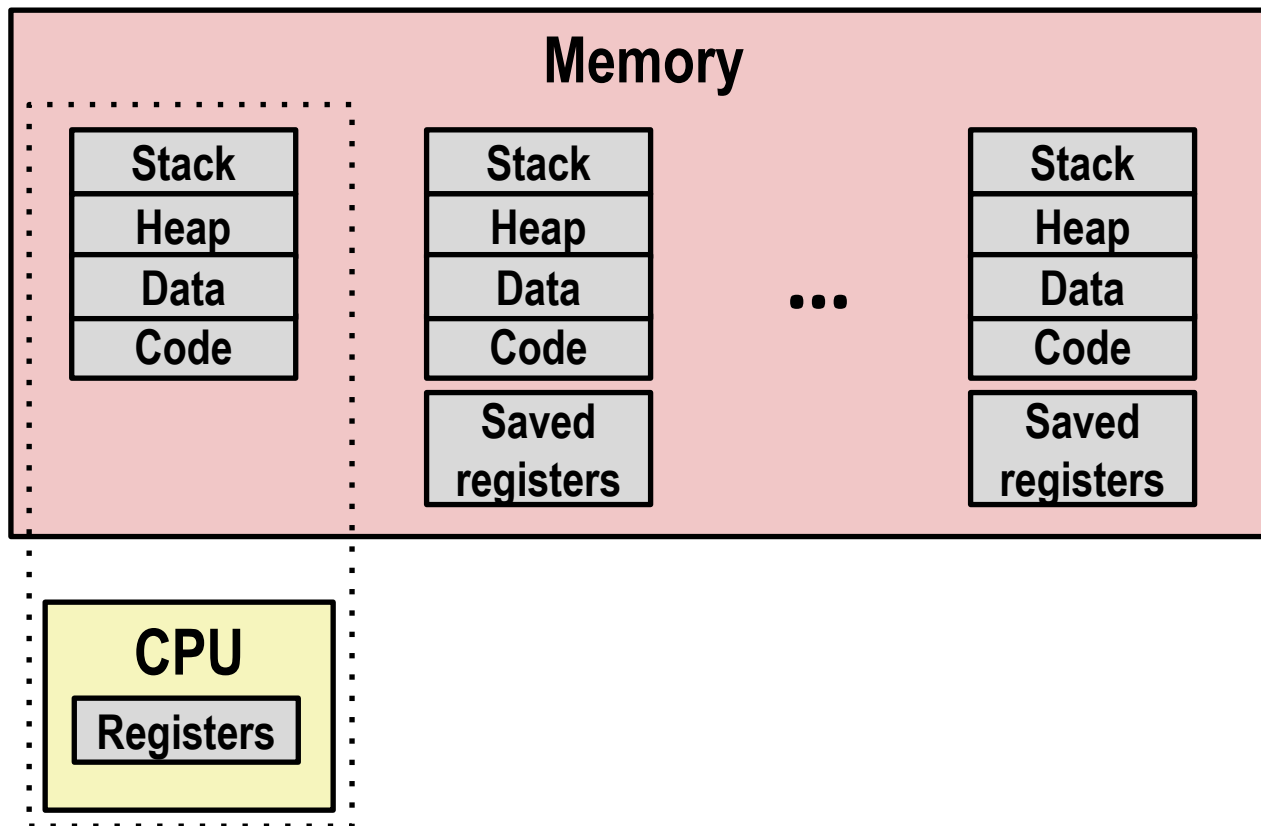 Memory
Stack
Heap
Data
Code
Stack
Heap
Data
Code
Saved
registers
...
Stack
Heap
Data
Code
Saved
registers
CPU
Registers